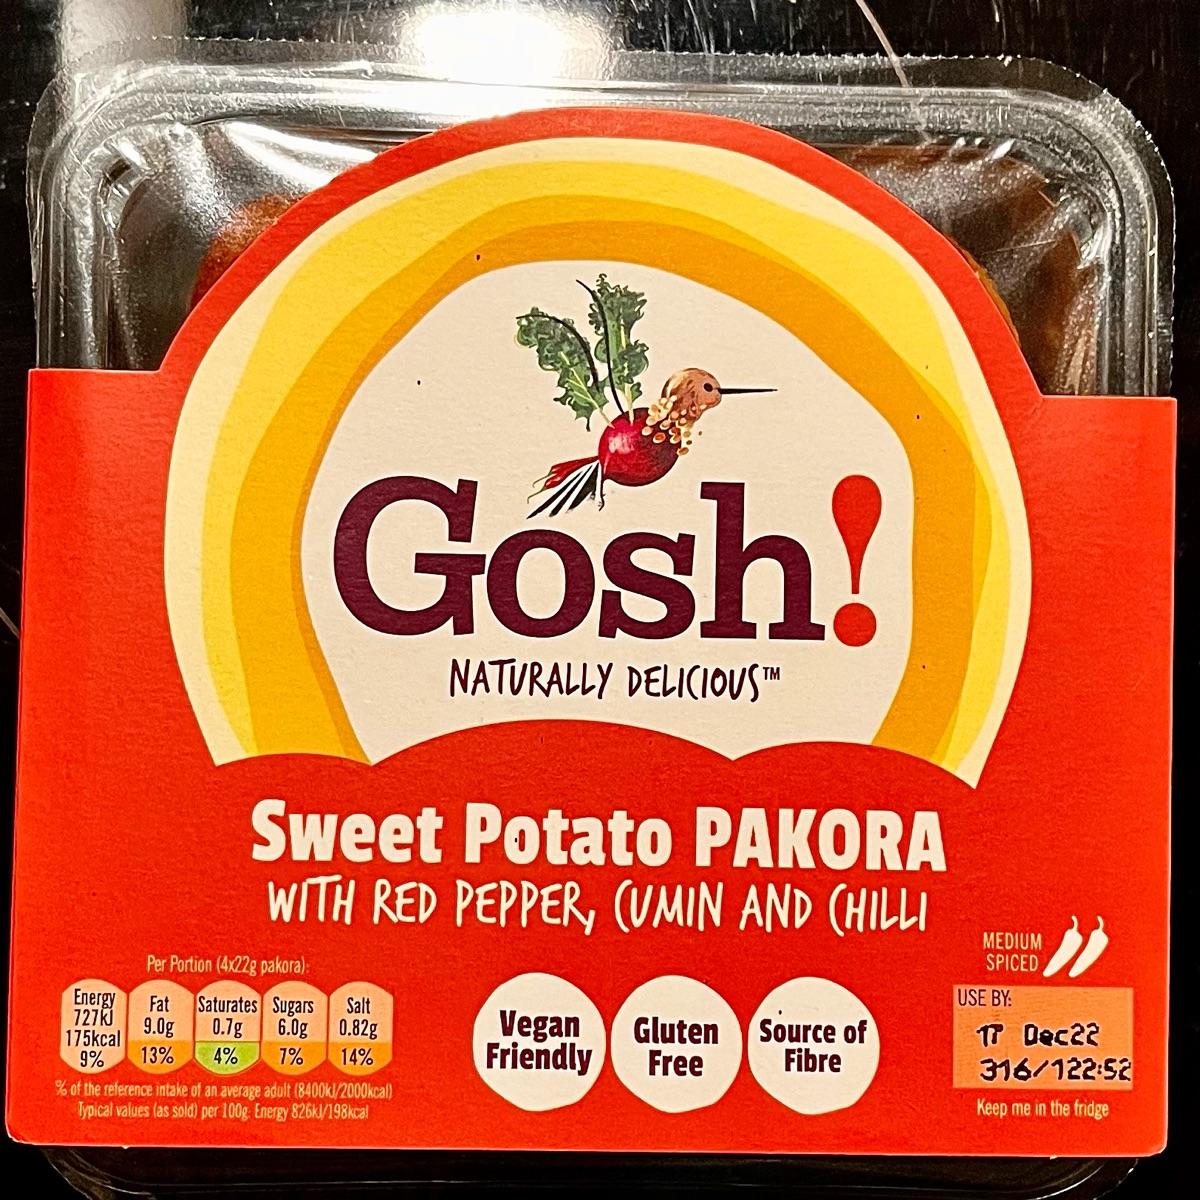 Gosh!
NATURALLY DELICIOUS™
Sweet Potato PAKORA
WITH RED PEPPER, CUMIN AND CHILLI
MEDIUM
SPICED
Per Portion (4x22g pakora):
Energy
727kJ
175kcal
9%
Fat
9.0g
13%
Saturates
0.7g
4%
Sugars
6.0g
7%
Salt
0.82g
14%
% of the reference intake of an average adult (8400kJ/2000kcal)
Typical values (as sold) per 100g: Energy 826kJ/198kcal
Vegan
Friendly
Gluten
Free
Source of
Fibre
USE BY:
17 Dec22
316/122:52
Keep me in the fridge